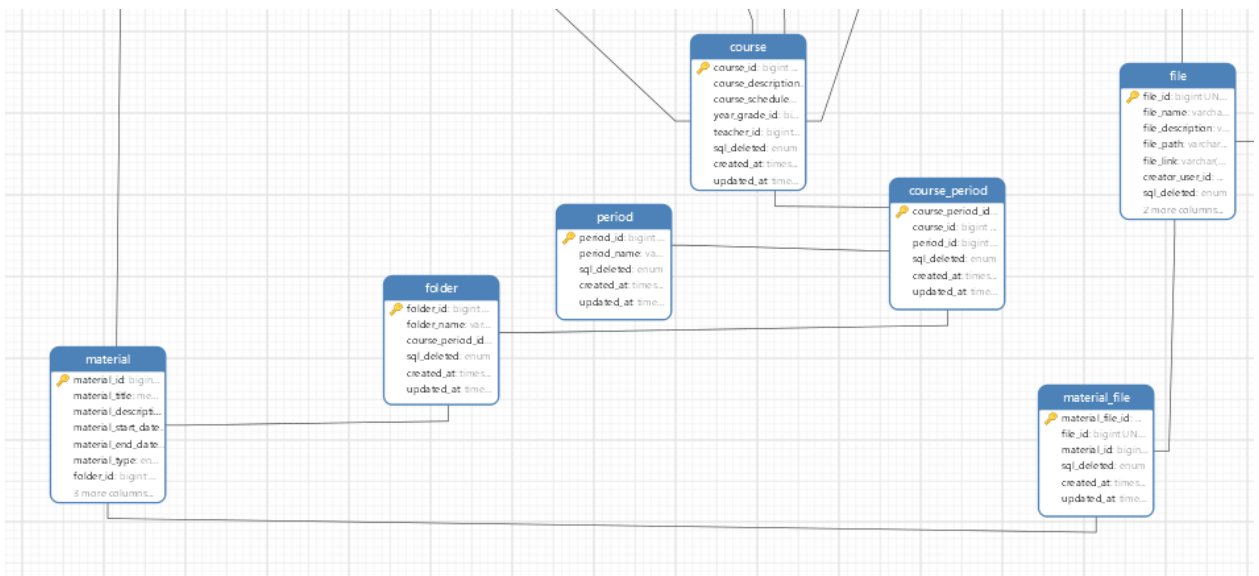 course
course_id: bigint ...
course_description.
course_schedule...
year_grade_id: bi...
teacher_id: bigint...
sql_deleted: enum
created_at: times...
updated_at: time...
file
file_id: bigint UN...
file_name: varcha...
file_description: v...
file_path: varchar...
file_link: varchar(...
creator_user_id: ...
sql_deleted: enum
2 more columns...
course_period
course_period_id...
course_id: bigint...
period_id: bigint...
sql_deleted: enum
created_at: times...
updated_at: time...
period
period_id: bigint...
period_name: va...
sql_deleted: enum
created_at: times...
updated_at: time...
folder
folder_id: bigint...
folder_name: var...
course_period_id...
sql_deleted: enum
created_at: times...
updated_at: time...
material
material_id: bigin...
material_title: me...
material_descripti...
material_start_date
material_end_date
material_type: en...
folder_id: bigint...
3 more columns...
material_file
material_file_id: ...
file_id: bigint UN...
material_id: bigin...
sql_deleted: enum
created_at: times...
updated_at: time...